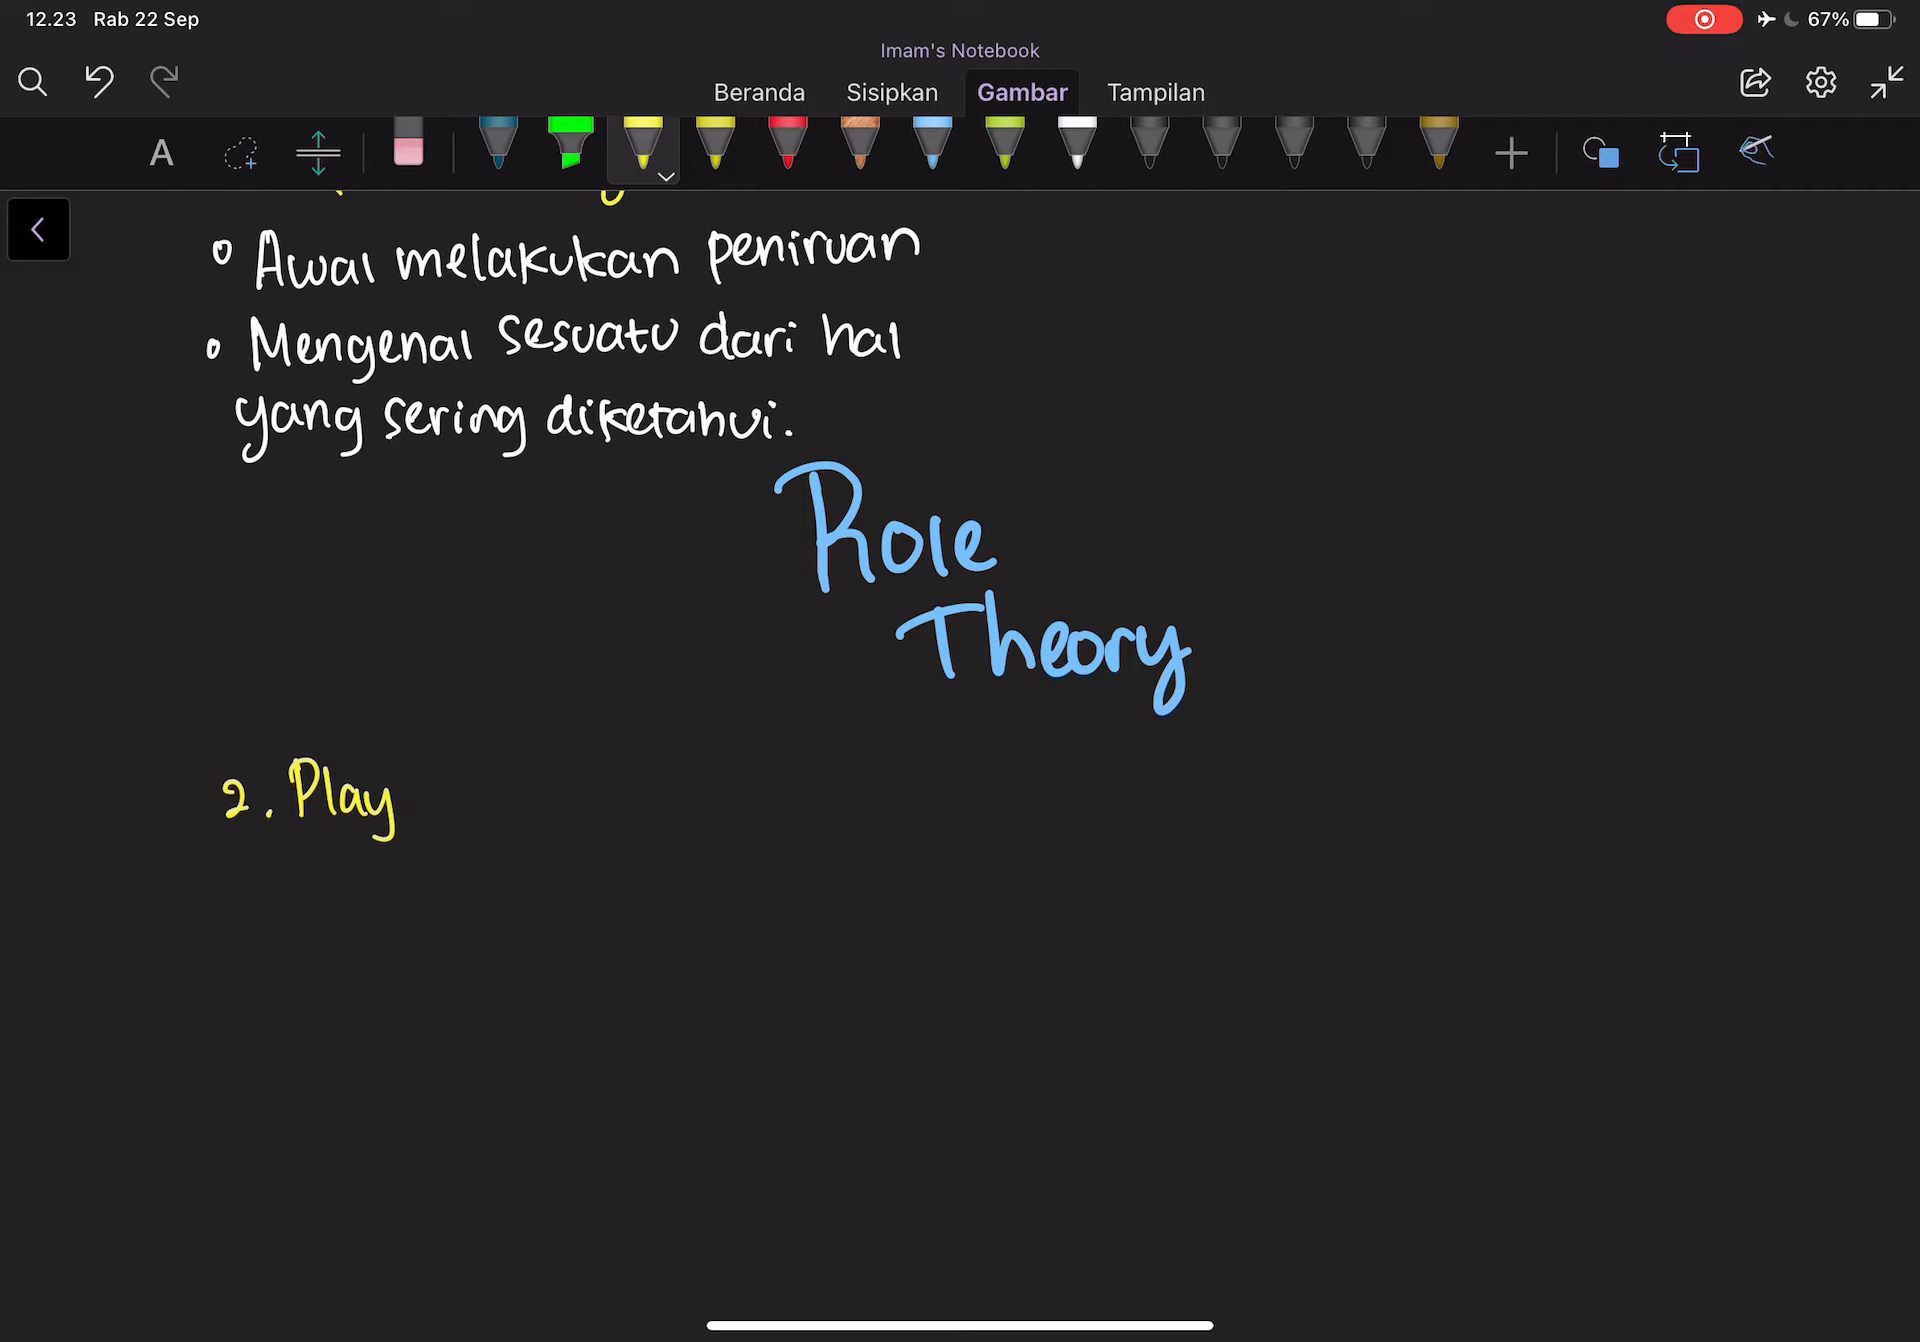 12.23 Rab 22 Sep
67%
Imam's Notebook
Beranda Sisipkan Gambar Tampilan
A
Awal melakukan peniruan
Mengenal sesuatu dari hal
yang sering diketahui.
Role
Theory
2. Play